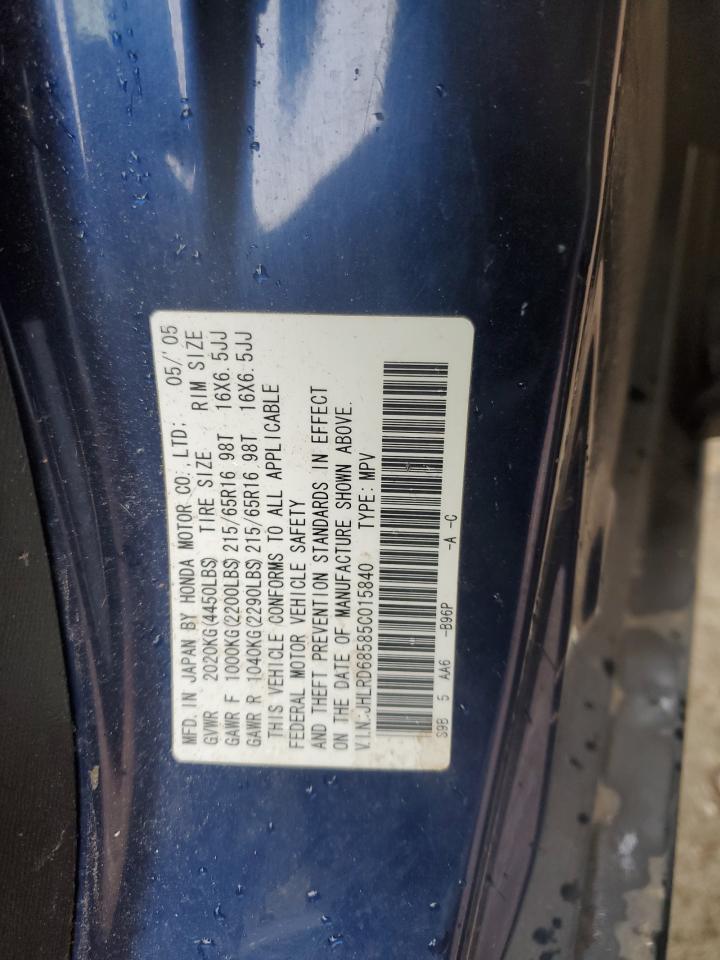 MFD. IN JAPAN BY HONDA MOTOR CO., LTD. 05/'05
GVWR 2020KG(4450LBS) TIRE SIZE RIM SIZE
GAWR F 1000KG(2200LBS) 215/65R16 98T 16X6.5JJ
GAWR R 1040KG(2290LBS) 215/65R16 98T 16X6.5JJ
THIS VEHICLE CONFORMS TO ALL APPLICABLE
FEDERAL MOTOR VEHICLE SAFETY
AND THEFT PREVENTION STANDARDS IN EFFECT
ON THE DATE OF MANUFACTURE SHOWN ABOVE.
V.I.N.:JHLRD68585C015840 TYPE: MPV
S9B 5 AA6 -B96P -A -C